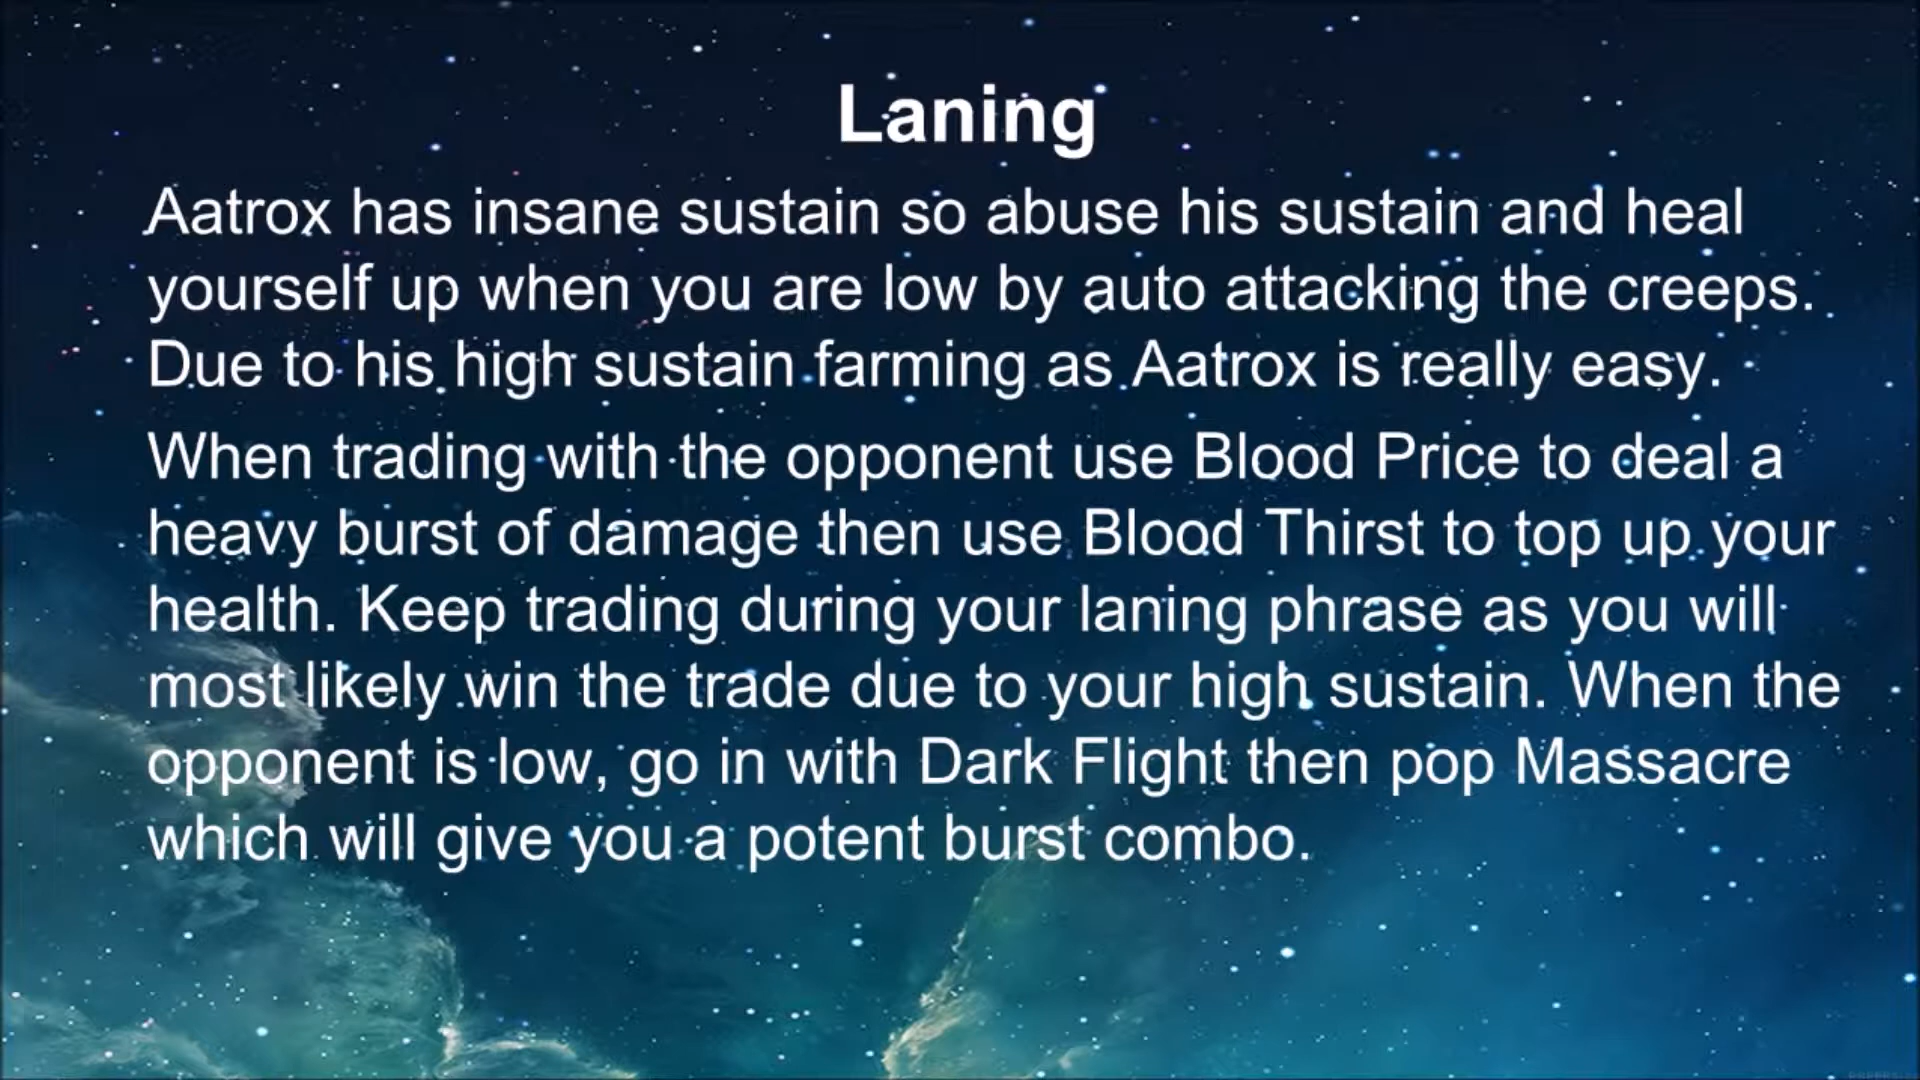 Laning
Aatrox has insane sustain so abuse his sustain and heal
yourself up when you are low by auto attacking the creeps.
Due to his high sustain farming as Aatrox is really easy.
When trading with the opponent use Blood Price to deal a
heavy burst of damage then use Blood Thirst to top up your
health. Keep trading during your laning phrase as you will
most likely win the trade due to your high sustain. When the
opponent is low, go in with Dark Flight then pop Massacre
which will give you a potent burst combo.